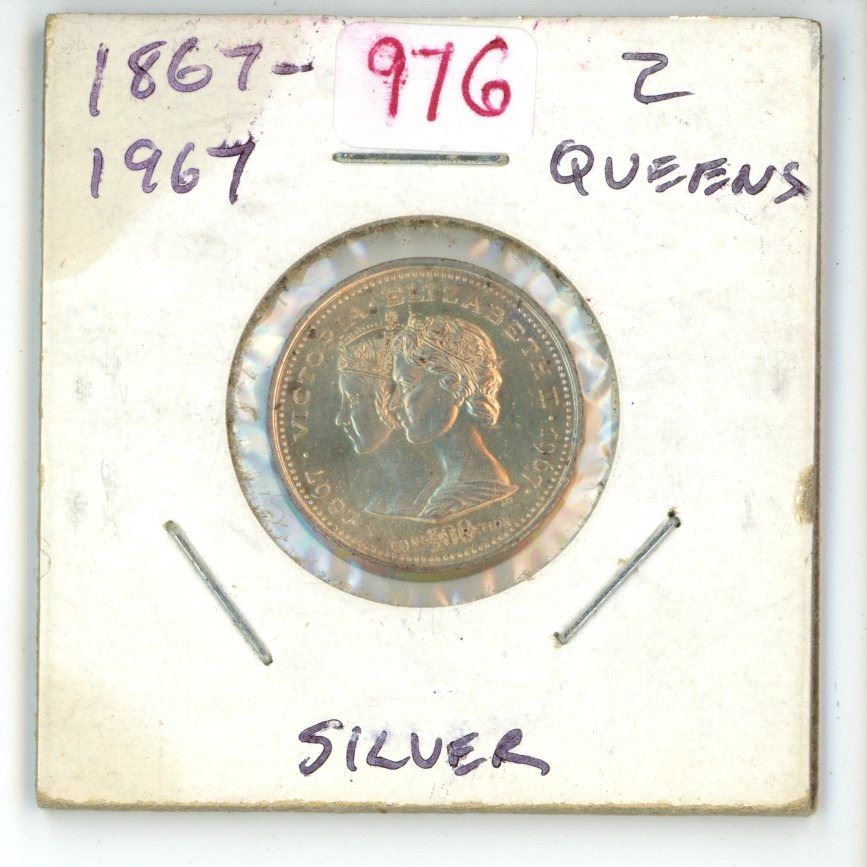 1867-
1967
976
2
QUEENS
1867 · VICTORIA · ELIZABETH II · 1967
SILVER